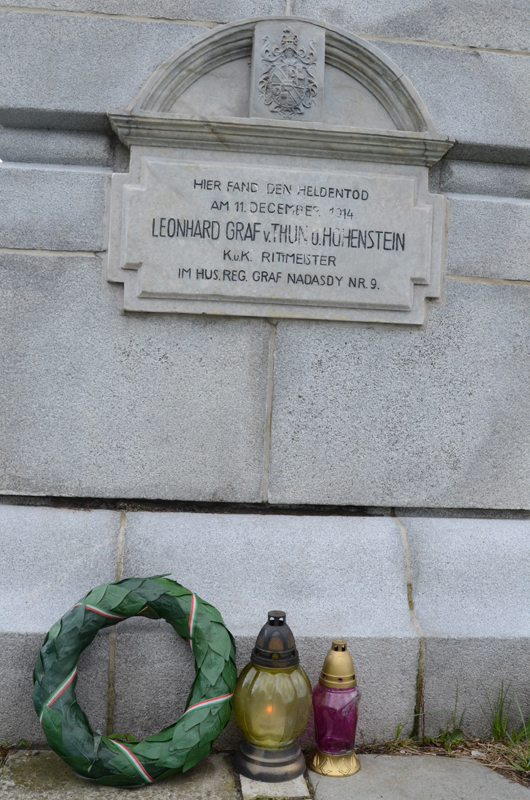 HIER FAND DEN HELDENTOD
AM 11. DECEMBER 1914
LEONHARD GRAF v. THUN u. HOHENSTEIN
K.u.K. RITTMEISTER
IM HUS. REG. GRAF NADASDY NR. 9.